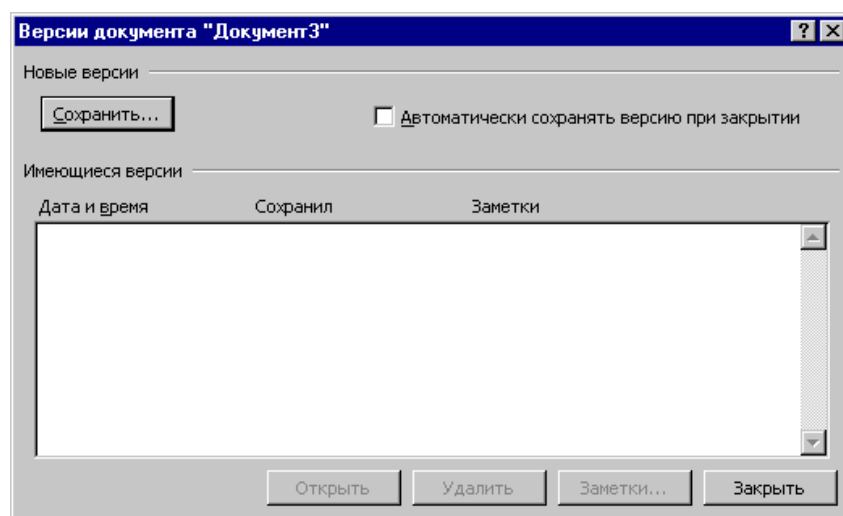 Версии документа "Документ3"
Новые версии
Сохранить...
Автоматически сохранять версию при закрытии
Имеющиеся версии
Дата и время Сохранил Заметки
Открыть Удалить Заметки... Закрыть